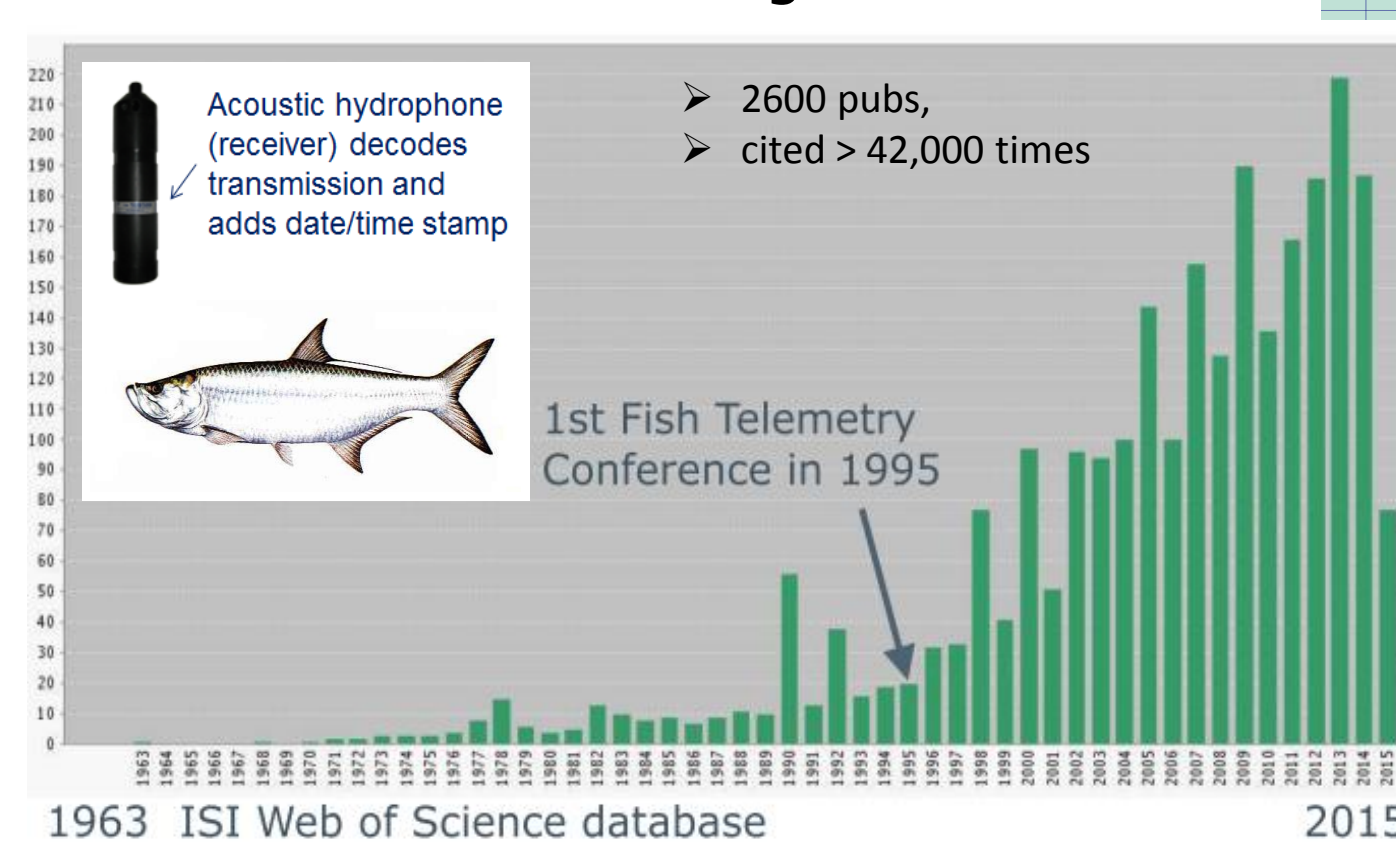 g
220
210
200
190
180
170
160
150
140
130
120
110
100
90
80
70
60
50
40
30
20
10
0
Acoustic hydrophone
(receiver) decodes
transmission and
adds date/time stamp
➢ 2600 pubs,
➢ cited > 42,000 times
1st Fish Telemetry
Conference in 1995
1963 1964 1965 1966 1967 1968 1969 1970 1971 1972 1973 1974 1975 1976 1977 1978 1979 1980 1981 1982 1983 1984 1985 1986 1987 1988 1989 1990 1991 1992 1993 1994 1995 1996 1997 1998 1999 2000 2001 2002 2003 2004 2005 2006 2007 2008 2009 2010 2011 2012 2013 2014 2015
1963 ISI Web of Science database 2015